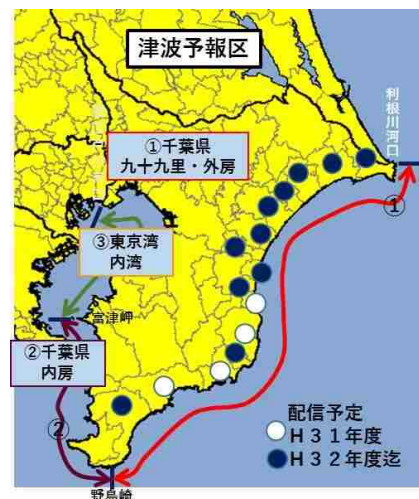 津波予報区
利根川河口
①千葉県
九十九里・外房
①
③東京湾
内湾
富津岬
②千葉県
内房
②
野島崎
配信予定
H31年度
H32年度迄